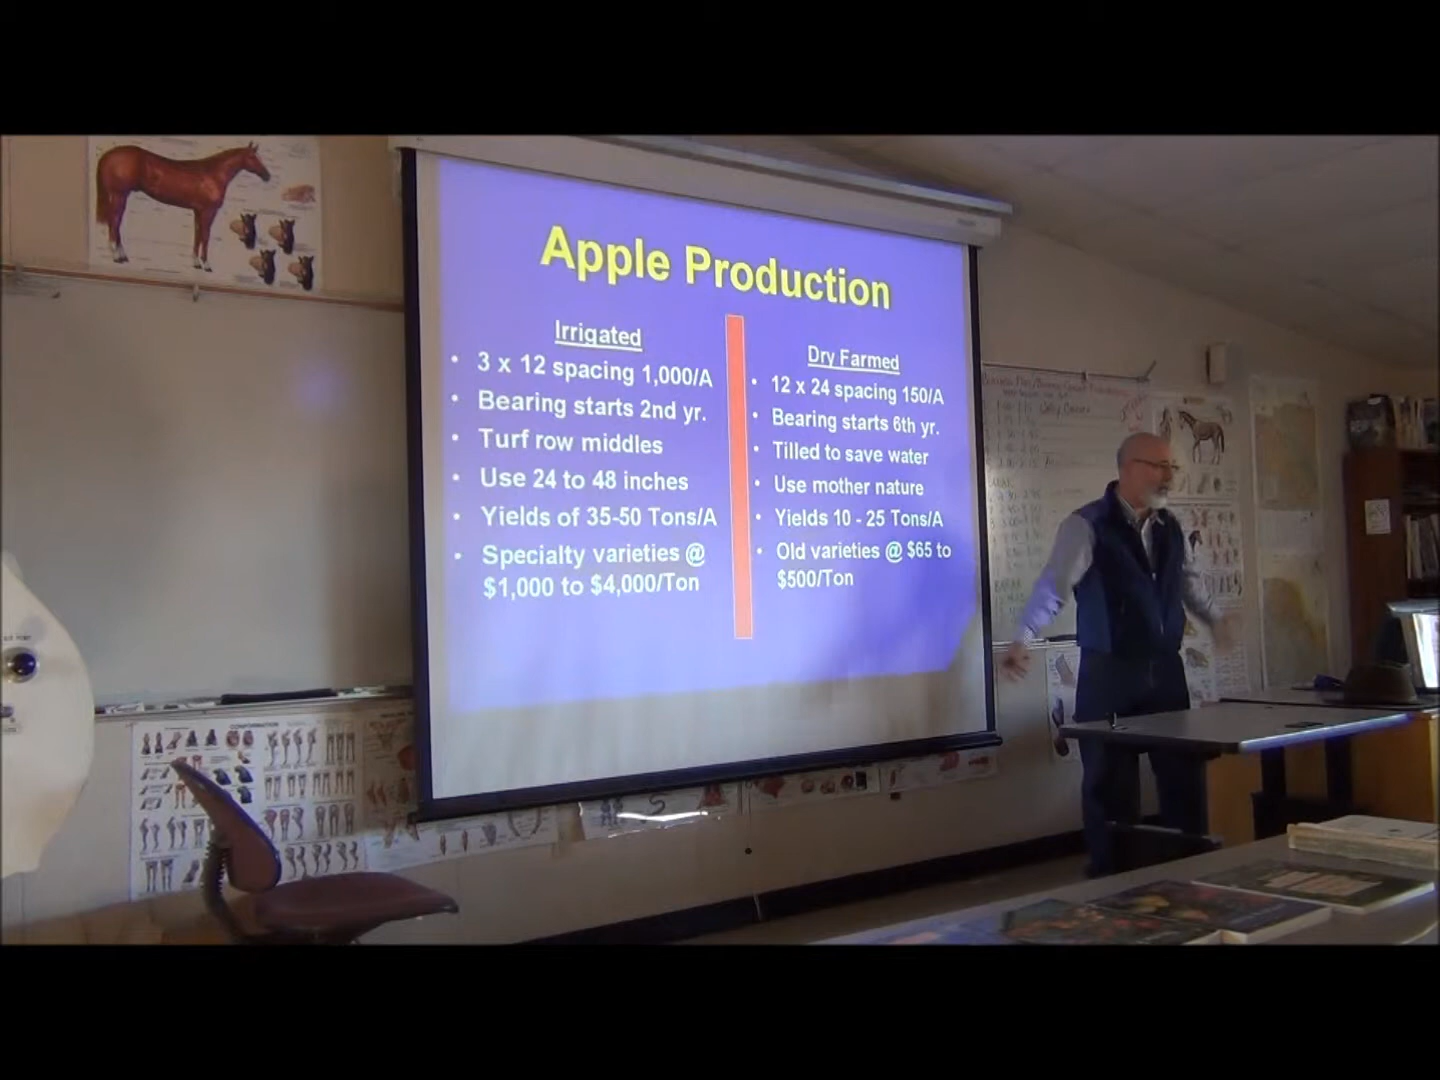 Apple Production
Irrigated
• 3 x 12 spacing 1,000/A
• Bearing starts 2nd yr.
• Turf row middles
• Use 24 to 48 inches
• Yields of 35-50 Tons/A
• Specialty varieties @
$1,000 to $4,000/Ton
Dry Farmed
• 12 x 24 spacing 150/A
• Bearing starts 6th yr.
• Tilled to save water
• Use mother nature
• Yields 10 - 25 Tons/A
• Old varieties @ $65 to
$500/Ton
CONFORMATION